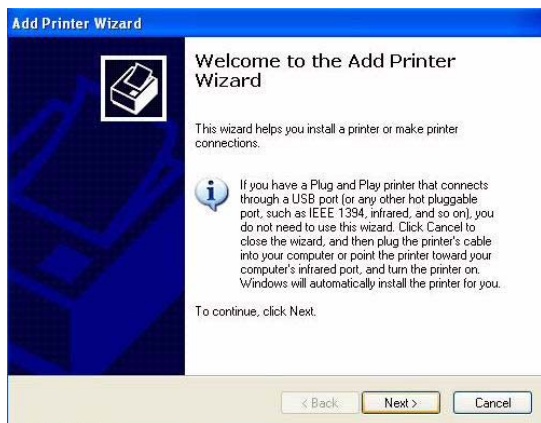 Add Printer Wizard
Welcome to the Add Printer
Wizard
This wizard helps you install a printer or make printer
connections.
If you have a Plug and Play printer that connects
through a USB port (or any other hot pluggable
port, such as IEEE 1394, infrared, and so on), you
do not need to use this wizard. Click Cancel to
close the wizard, and then plug the printer's cable
into your computer or point the printer toward your
computer's infrared port, and turn the printer on.
Windows will automatically install the printer for you.
To continue, click Next.
< Back
Next >
Cancel